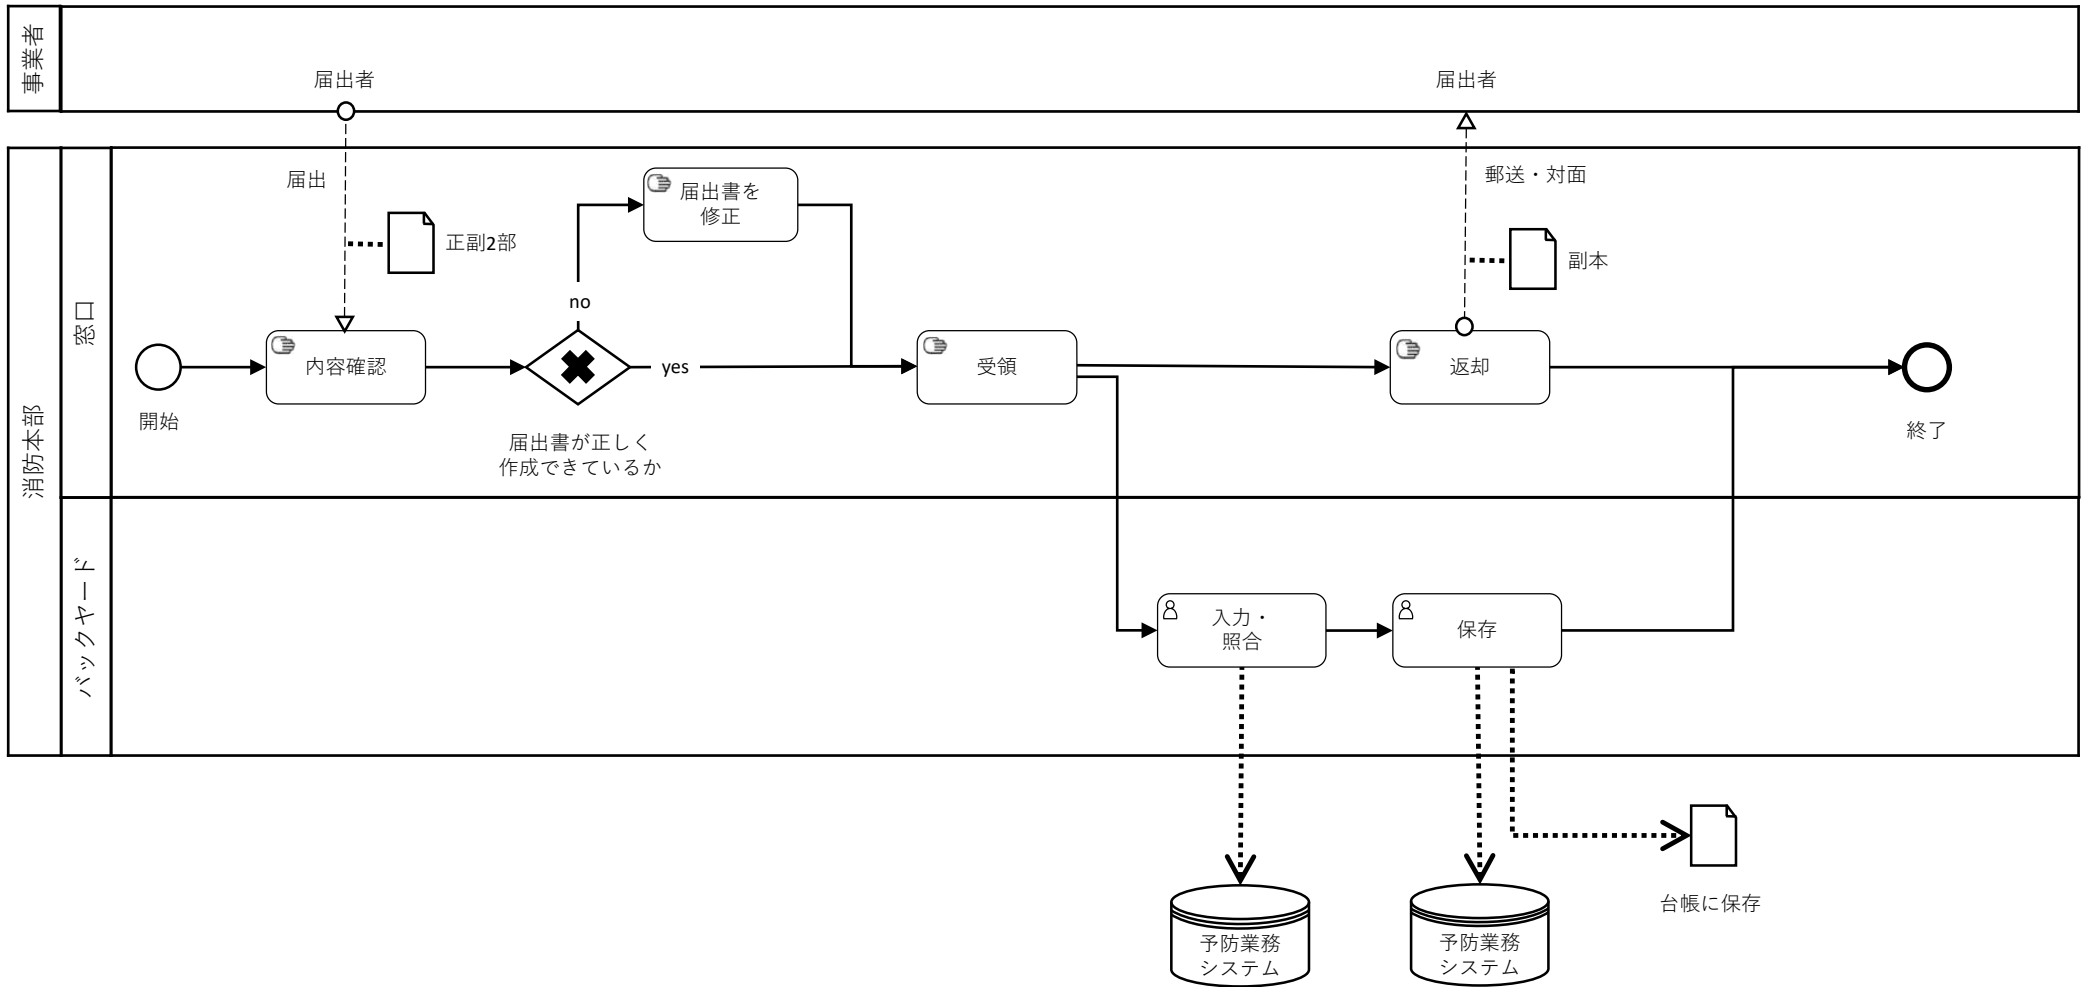 事業者
届出者
届出者
消防本部
窓口
届出
正副2部
届出書を
修正
郵送・対面
副本
no
内容確認
yes
受領
返却
開始
届出書が正しく
作成できているか
終了
バックヤード
入力・
照合
保存
台帳に保存
予防業務
システム
予防業務
システム